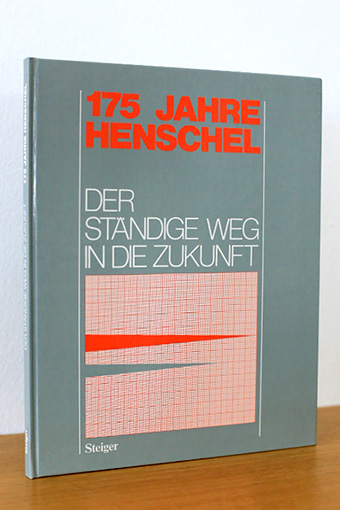 175 JAHRE
HENSCHEL
DER
STÄNDIGE WEG
IN DIE ZUKUNFT
Steiger